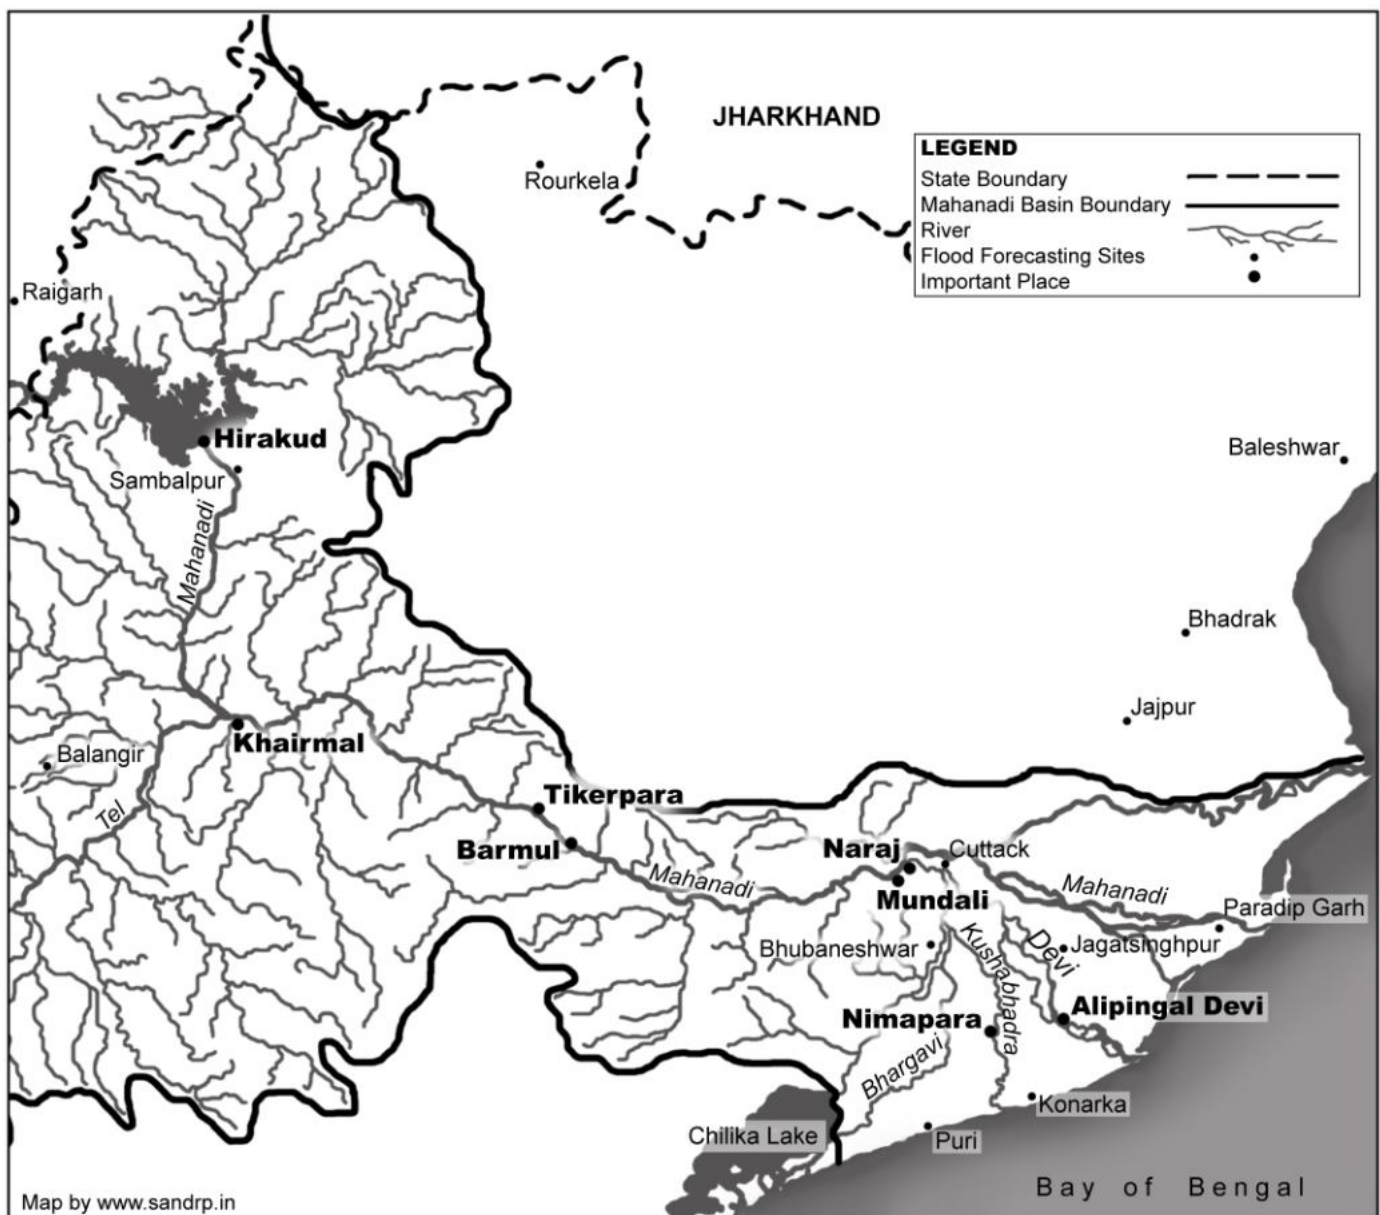 JHARKHAND
LEGEND
State Boundary
Mahanadi Basin Boundary
River
Flood Forecasting Sites
Important Place
Rourkela
Raigarh
Hirakud
Sambalpur
Mahanadi
Baleshwar
Bhadrak
Jajpur
Khairmal
Balangir
Tel
Tikerpara
Barmul
Mahanadi
Naraj
Cuttack
Mundali
Mahanadi
Paradip Garh
Bhubaneshwar
Kushabhadra
Devi
Jagatsinghpur
Alipingal Devi
Nimapara
Bhargavi
Konarka
Chilika Lake
Puri
Bay of Bengal
Map by www.sandrp.in